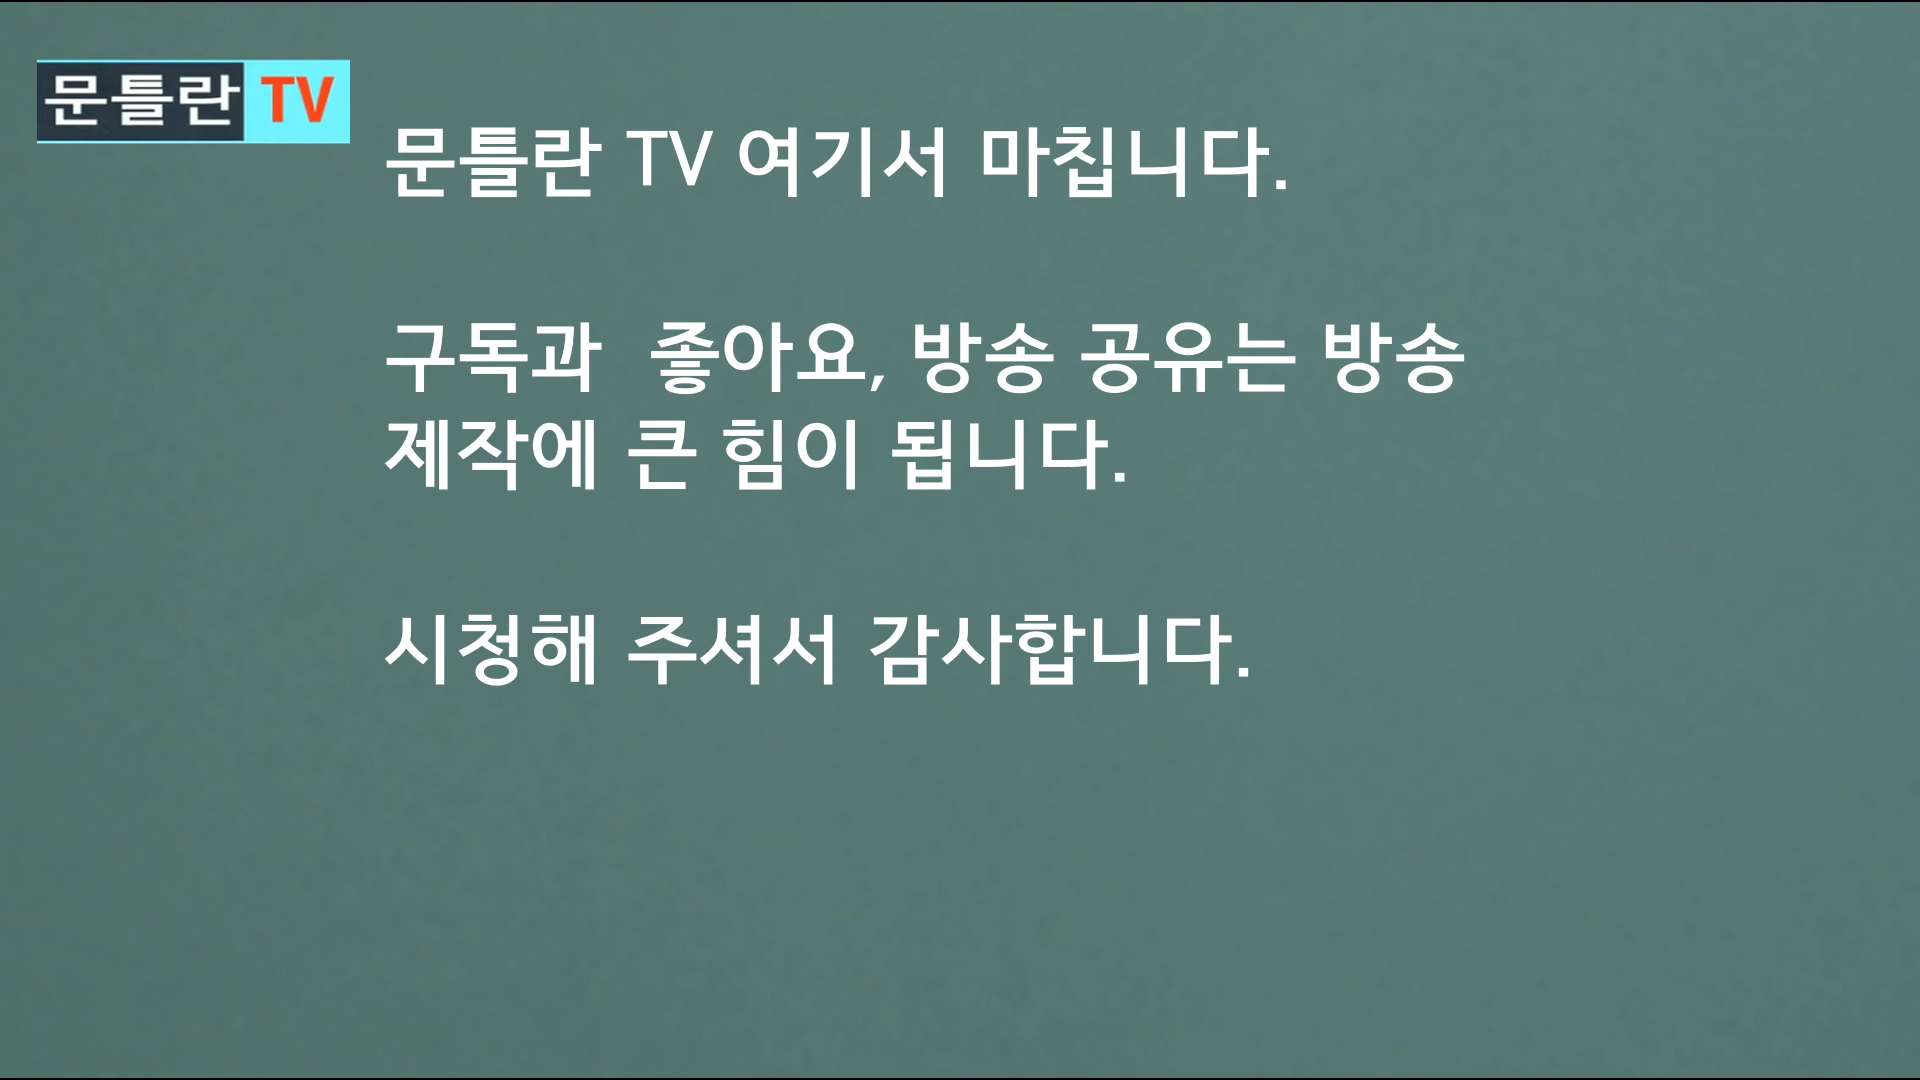 문틀란 TV
문틀란 TV 여기서 마칩니다.
구독과  좋아요, 방송 공유는 방송
제작에 큰 힘이 됩니다.
시청해 주셔서 감사합니다.